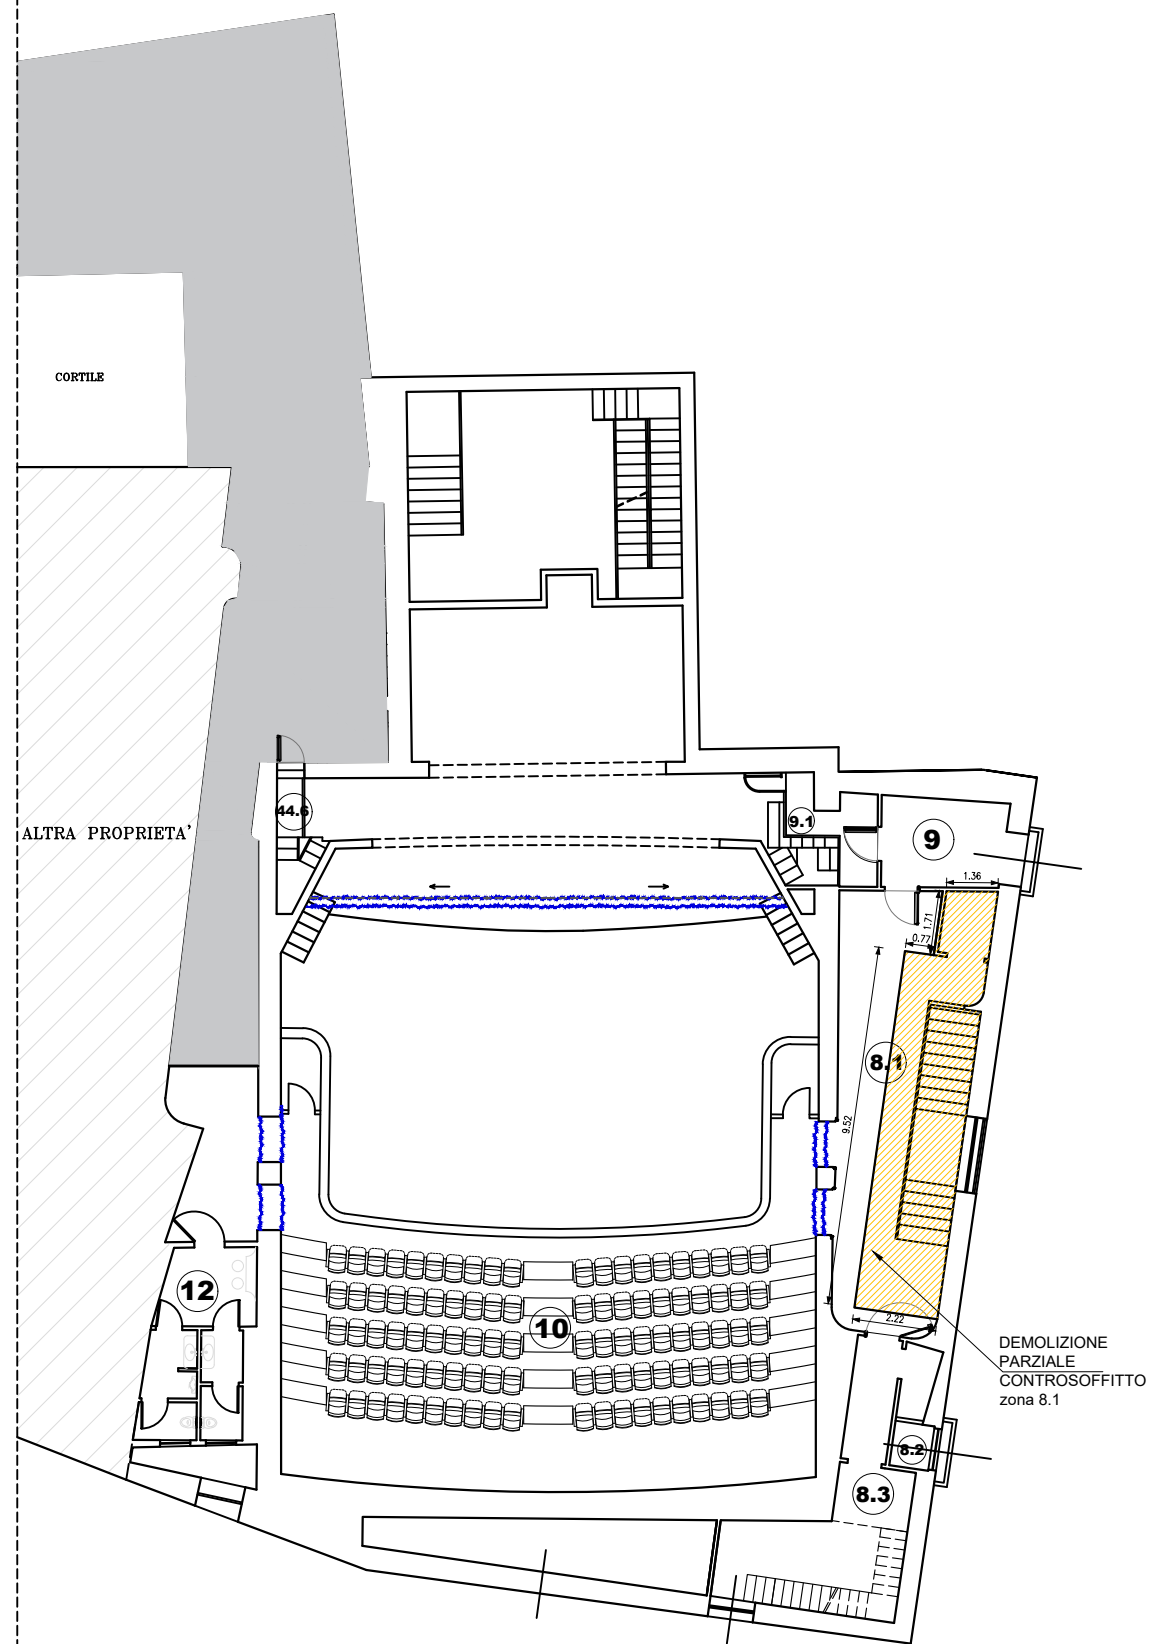 CORTILE
44.6
9.1
9
1.36
ALTRA PROPRIETA'
1.71
0.77
8.1
9.52
12
10
2.22
DEMOLIZIONE
PARZIALE
CONTROSOFFITTO
zona 8.1
8.2
8.3